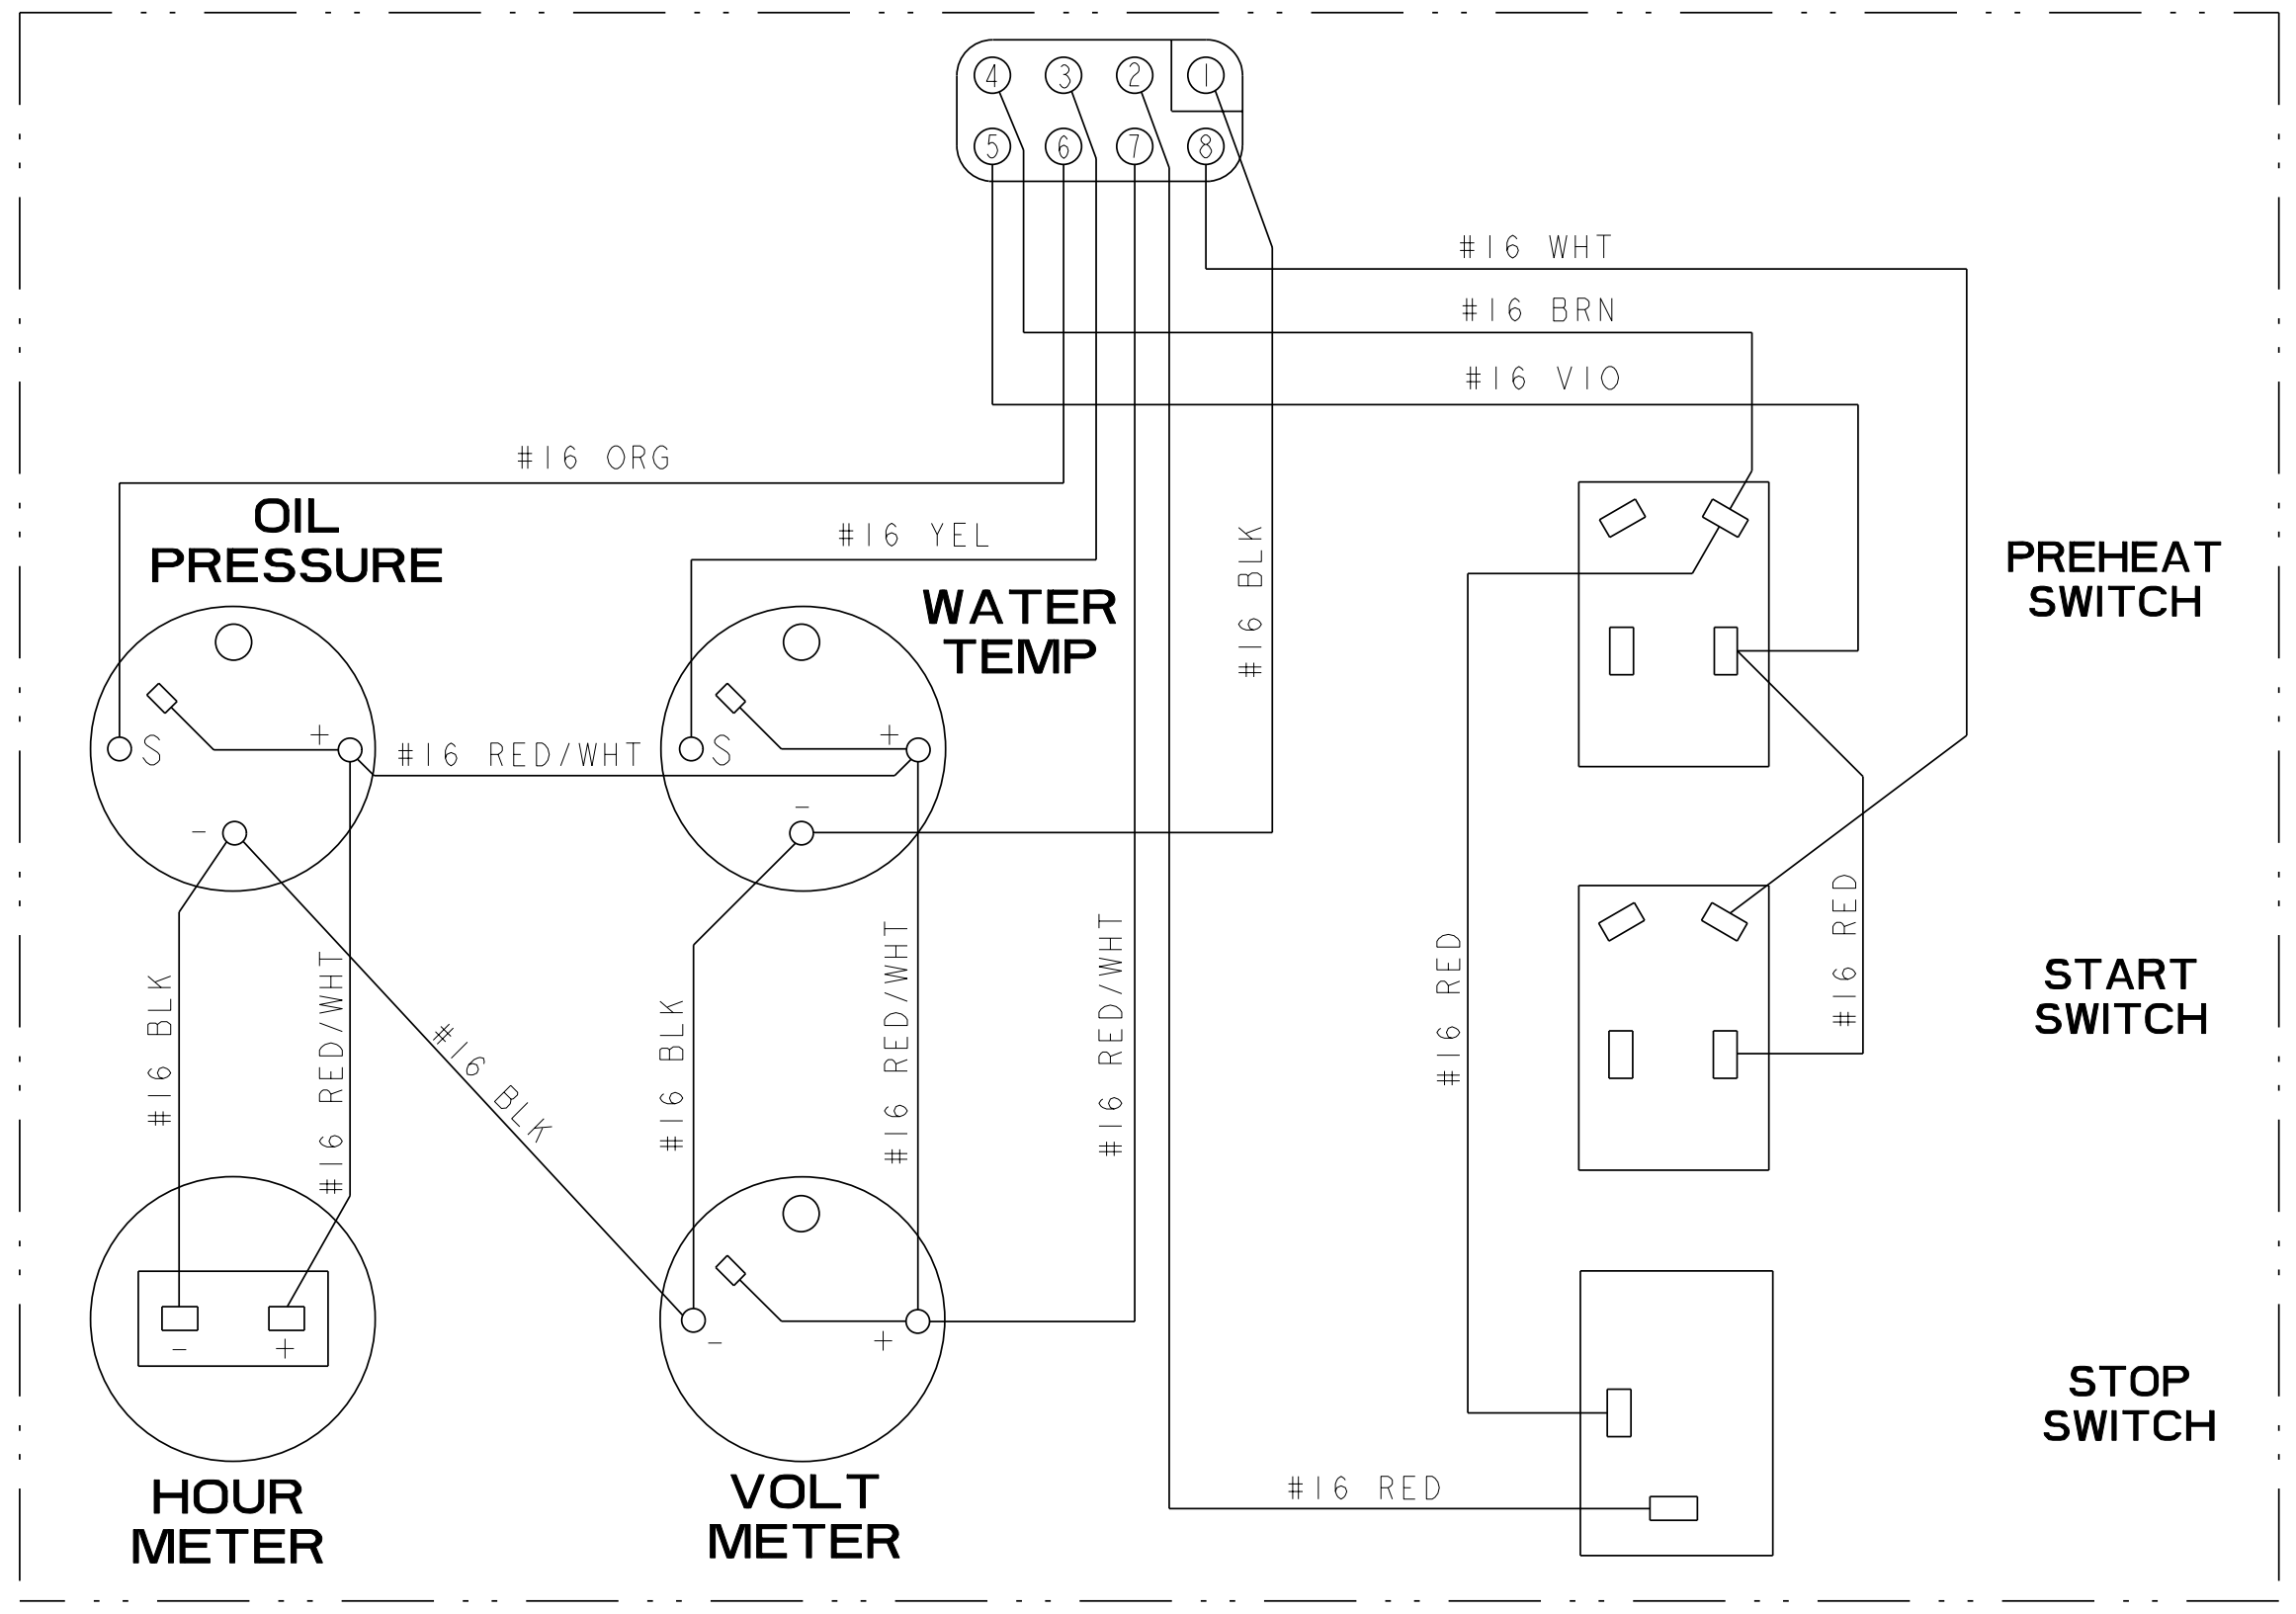 4 3 2 1
5 6 7 8
#16 WHT
#16 BRN
#16 VIO
#16 ORG
#16 YEL
#16 BLK
OIL
PRESSURE
WATER
TEMP
PREHEAT
SWITCH
S
+
-
#16 RED/WHT
S
+
-
#16 BLK
#16 RED/WHT
#16 BLK
#16 BLK
#16 RED/WHT
#16 RED/WHT
#16 RED
#16 RED
START
SWITCH
-
+
-
+
HOUR
METER
VOLT
METER
#16 RED
STOP
SWITCH